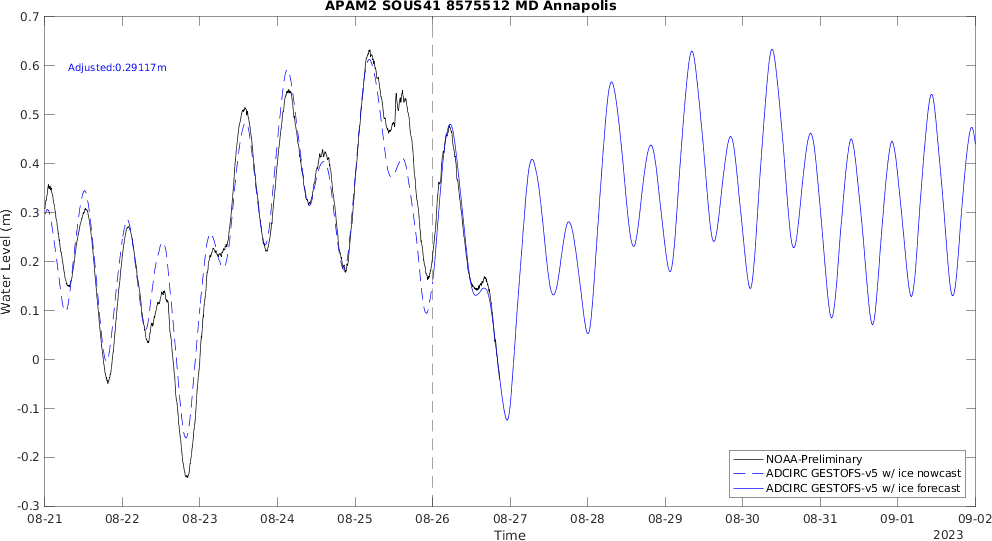 APAM2 SOUS41 8575512 MD Annapolis
Adjusted:0.29117m
Water Level (m)
0.7
0.6
0.5
0.4
0.3
0.2
0.1
0
-0.1
-0.2
-0.3
NOAA-Preliminary
ADCIRC GESTOFS-v5 w/ ice nowcast
ADCIRC GESTOFS-v5 w/ ice forecast
08-21 08-22 08-23 08-24 08-25 08-26 08-27 08-28 08-29 08-30 08-31 09-01 09-02
Time
2023